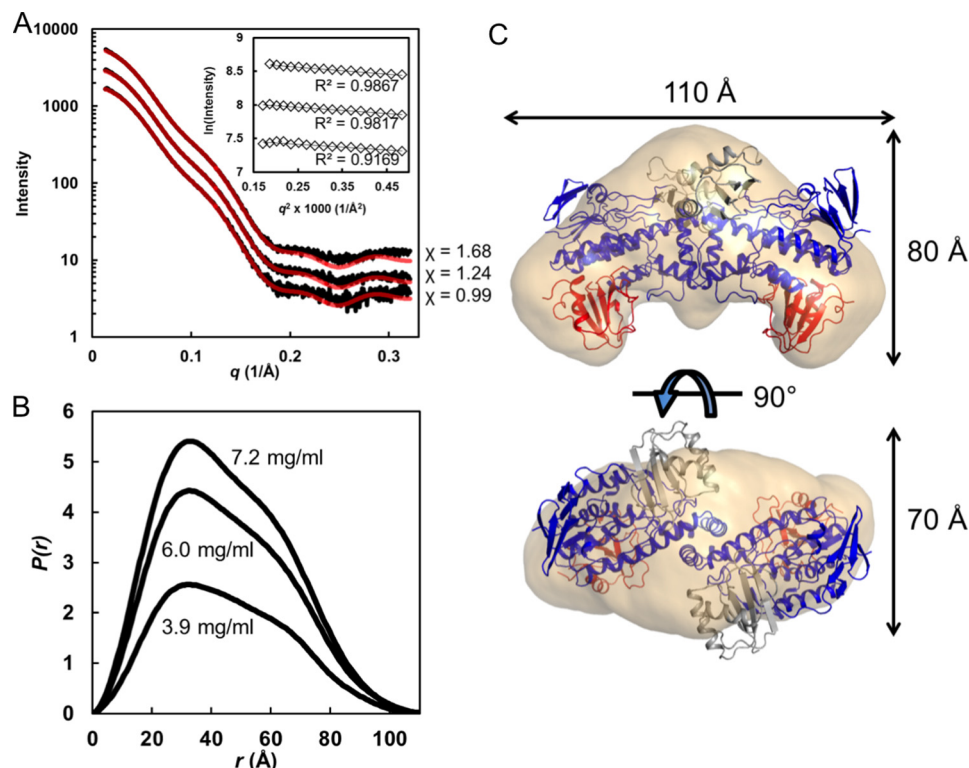 A
10000
1000
100
10
1
Intensity
0
0.1
0.2
0.3
q (1/Å)
9
8.5
8
7.5
7
ln(Intensity)
R² = 0.9867
R² = 0.9817
R² = 0.9169
0.15
0.25
0.35
0.45
q² x 1000 (1/Å²)
χ = 1.68
χ = 1.24
χ = 0.99
B
6
5
4
3
2
1
0
P(r)
7.2 mg/ml
6.0 mg/ml
3.9 mg/ml
0
20
40
60
80
100
r (Å)
C
110 Å
80 Å
90°
70 Å